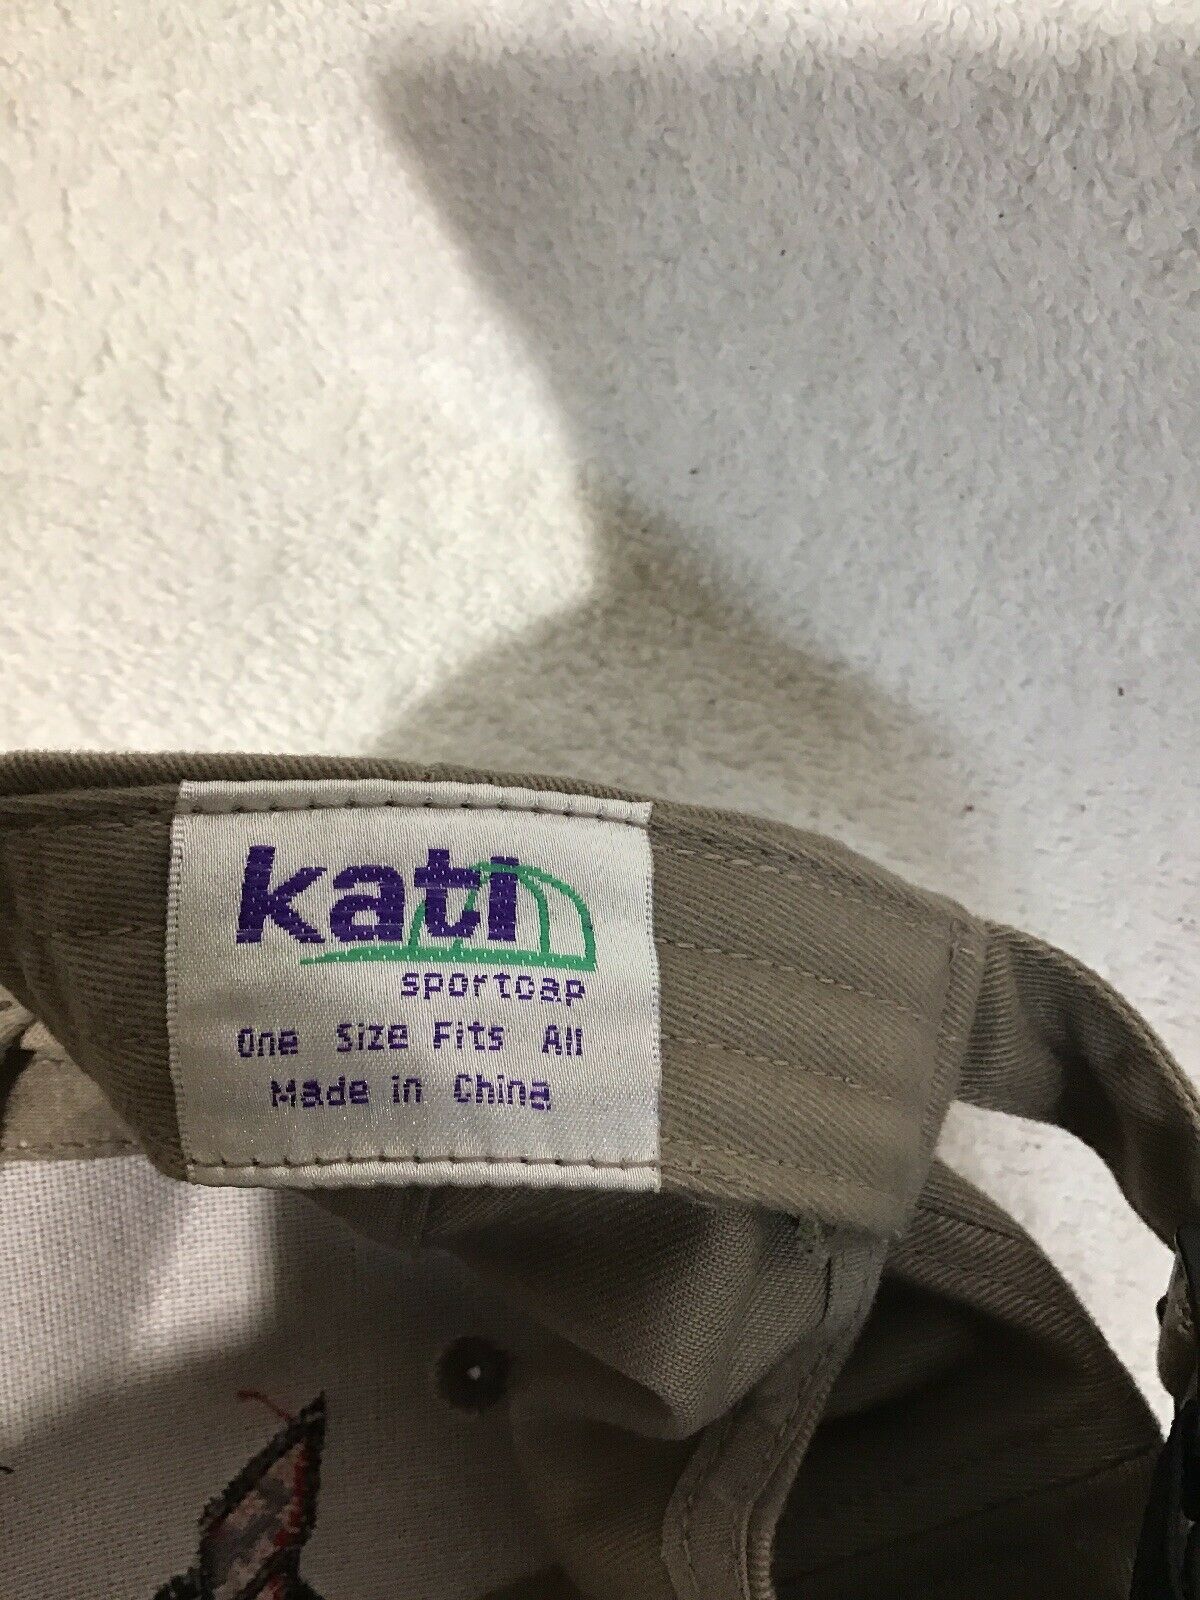 kati
sportcap
One Size Fits All
Made in China